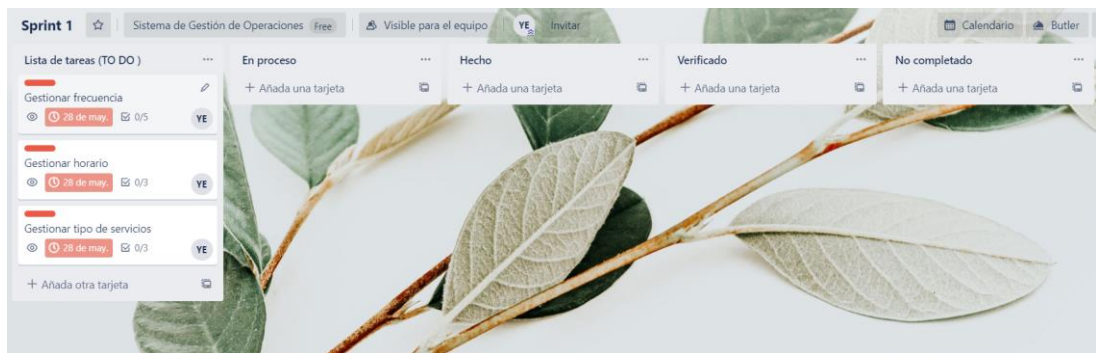 Sprint 1 Sistema de Gestión de Operaciones Free Visible para el equipo YE Invitar Calendario Butler
Lista de tareas (TO DO )
Gestionar frecuencia
28 de may. 0/5 YE
Gestionar horario
28 de may. 0/3 YE
Gestionar tipo de servicios
28 de may. 0/3 YE
+ Añada otra tarjeta
En proceso
+ Añada una tarjeta
Hecho
+ Añada una tarjeta
Verificado
+ Añada una tarjeta
No completado
+ Añada una tarjeta